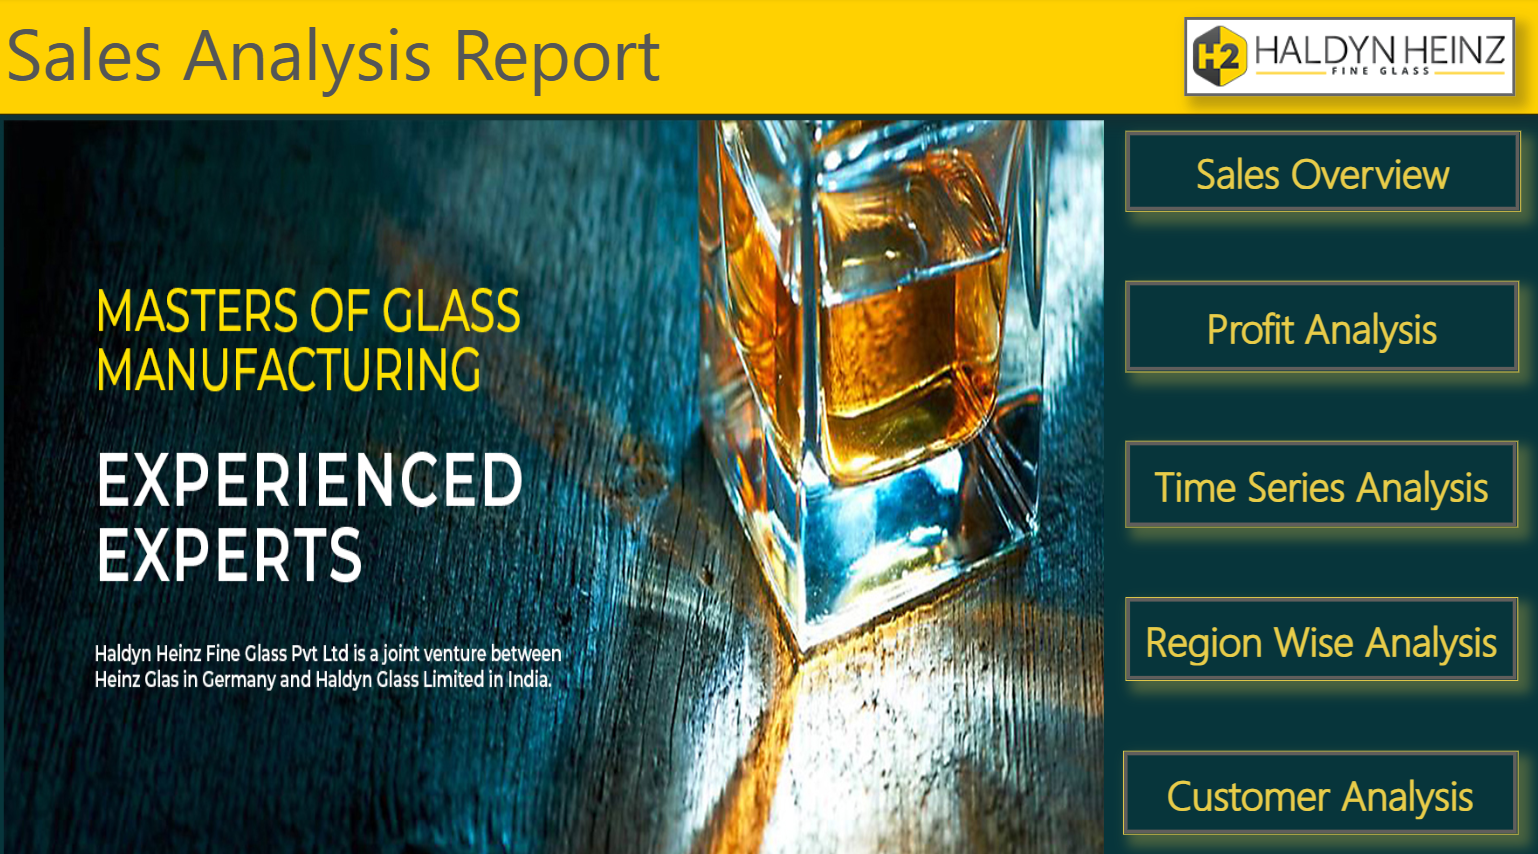 Sales Analysis Report
H2 HALDYN HEINZ
FINE GLASS
MASTERS OF GLASS
MANUFACTURING
EXPERIENCED
EXPERTS
Haldyn Heinz Fine Glass Pvt Ltd is a joint venture between
Heinz Glas in Germany and Haldyn Glass Limited in India.
Sales Overview
Profit Analysis
Time Series Analysis
Region Wise Analysis
Customer Analysis